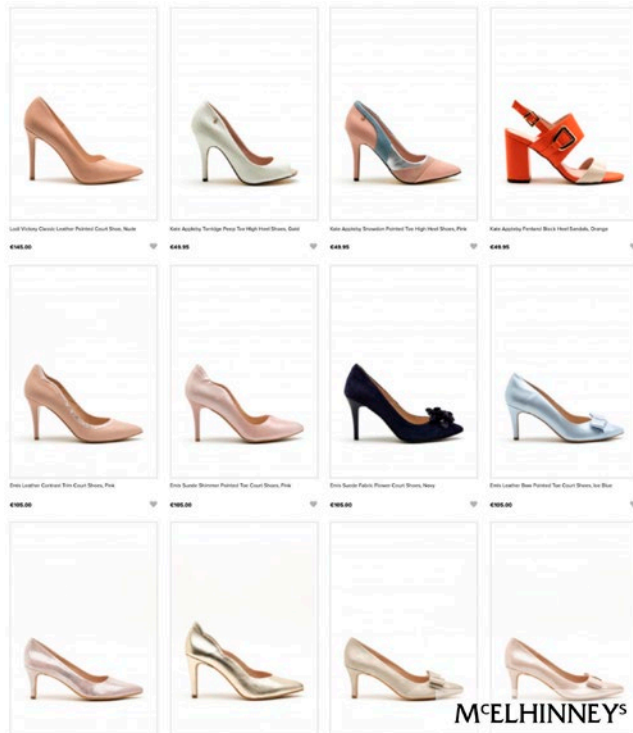 Lodi Vickay Classic Leather Pointed Court Shoe, Nude
€145.00
Kate Appleby Torridge Peep Toe High Heel Shoes, Gold
€49.95
Kate Appleby Snowdon Pointed Toe High Heel Shoes, Pink
€49.95
Kate Appleby Pentland Block Heel Sandals, Orange
€49.95
Emis Leather Contrast Trim Court Shoes, Pink
€105.00
Emis Suede Shimmer Pointed Toe Court Shoes, Pink
€105.00
Emis Suede Fabric Flower Court Shoes, Navy
€105.00
Emis Leather Bow Pointed Toe Court Shoes, Ice Blue
€105.00
McELHINNEYs